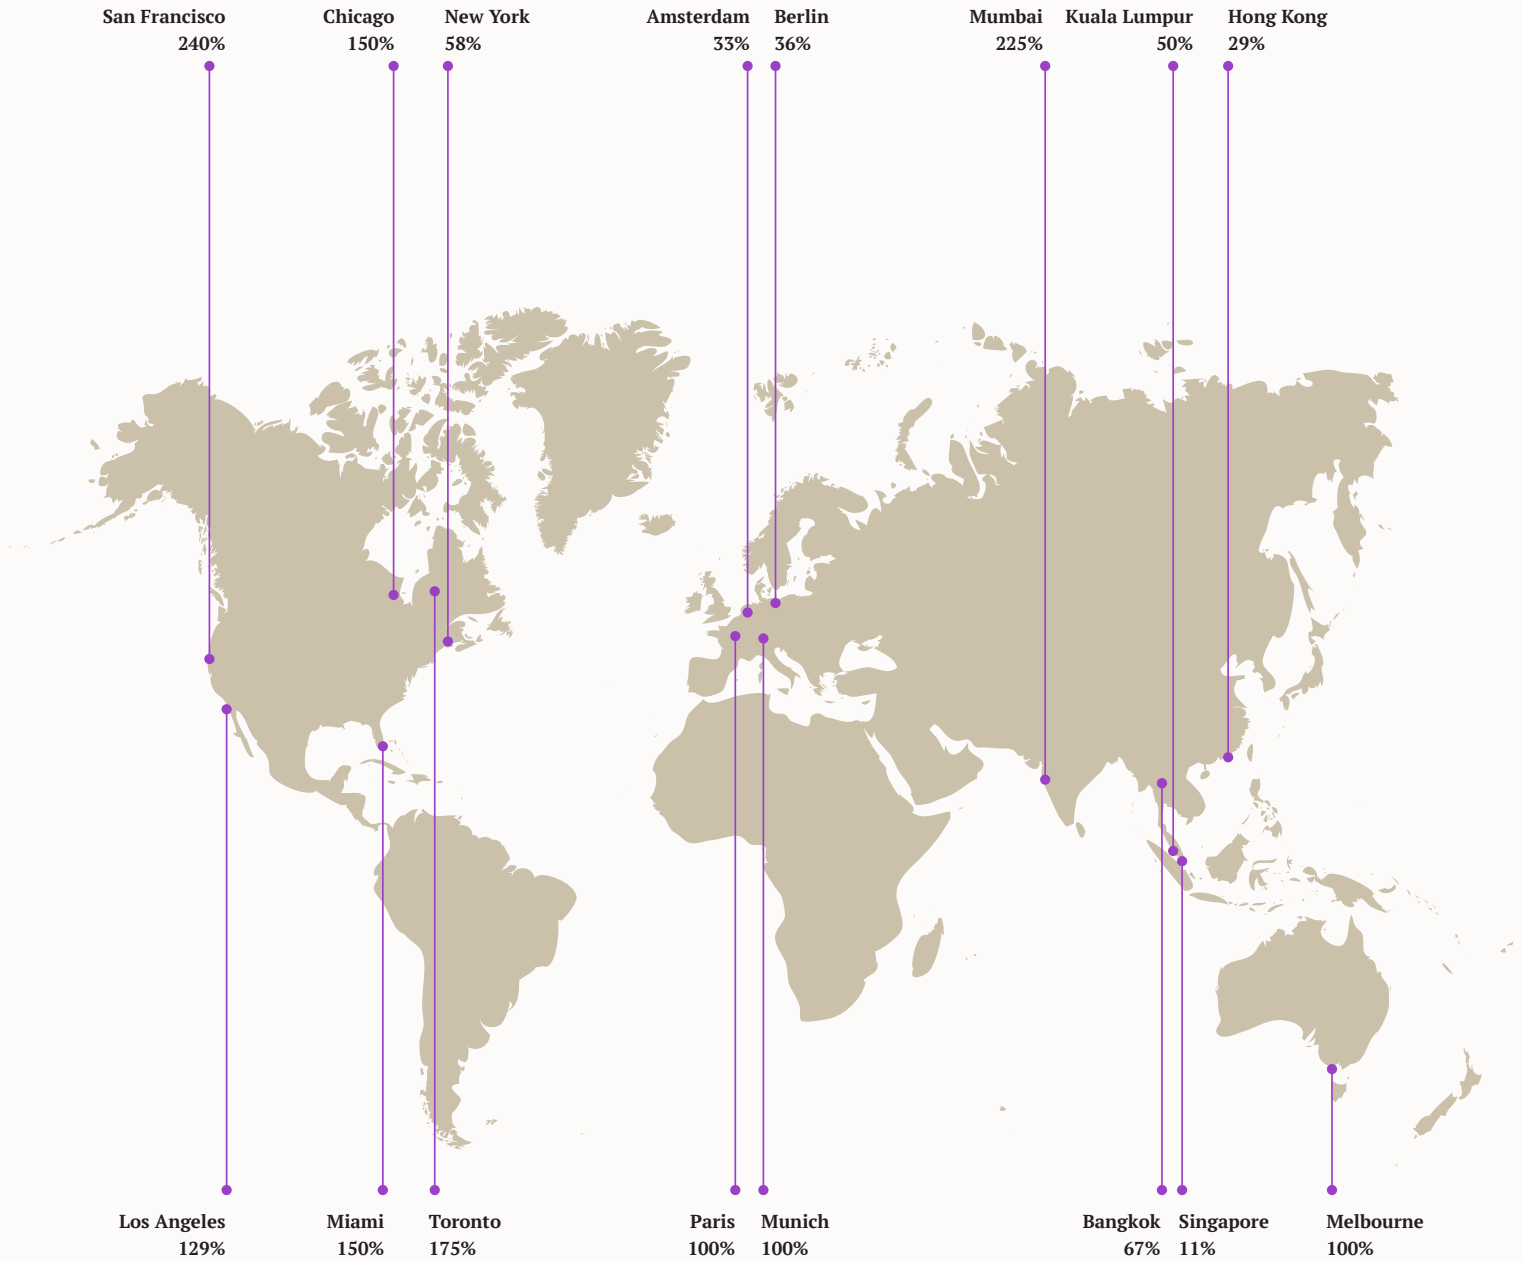 San Francisco
240%
Chicago
150%
New York
58%
Amsterdam
33%
Berlin
36%
Mumbai
225%
Kuala Lumpur
50%
Hong Kong
29%
Los Angeles
129%
Miami
150%
Toronto
175%
Paris
100%
Munich
100%
Bangkok
67%
Singapore
11%
Melbourne
100%